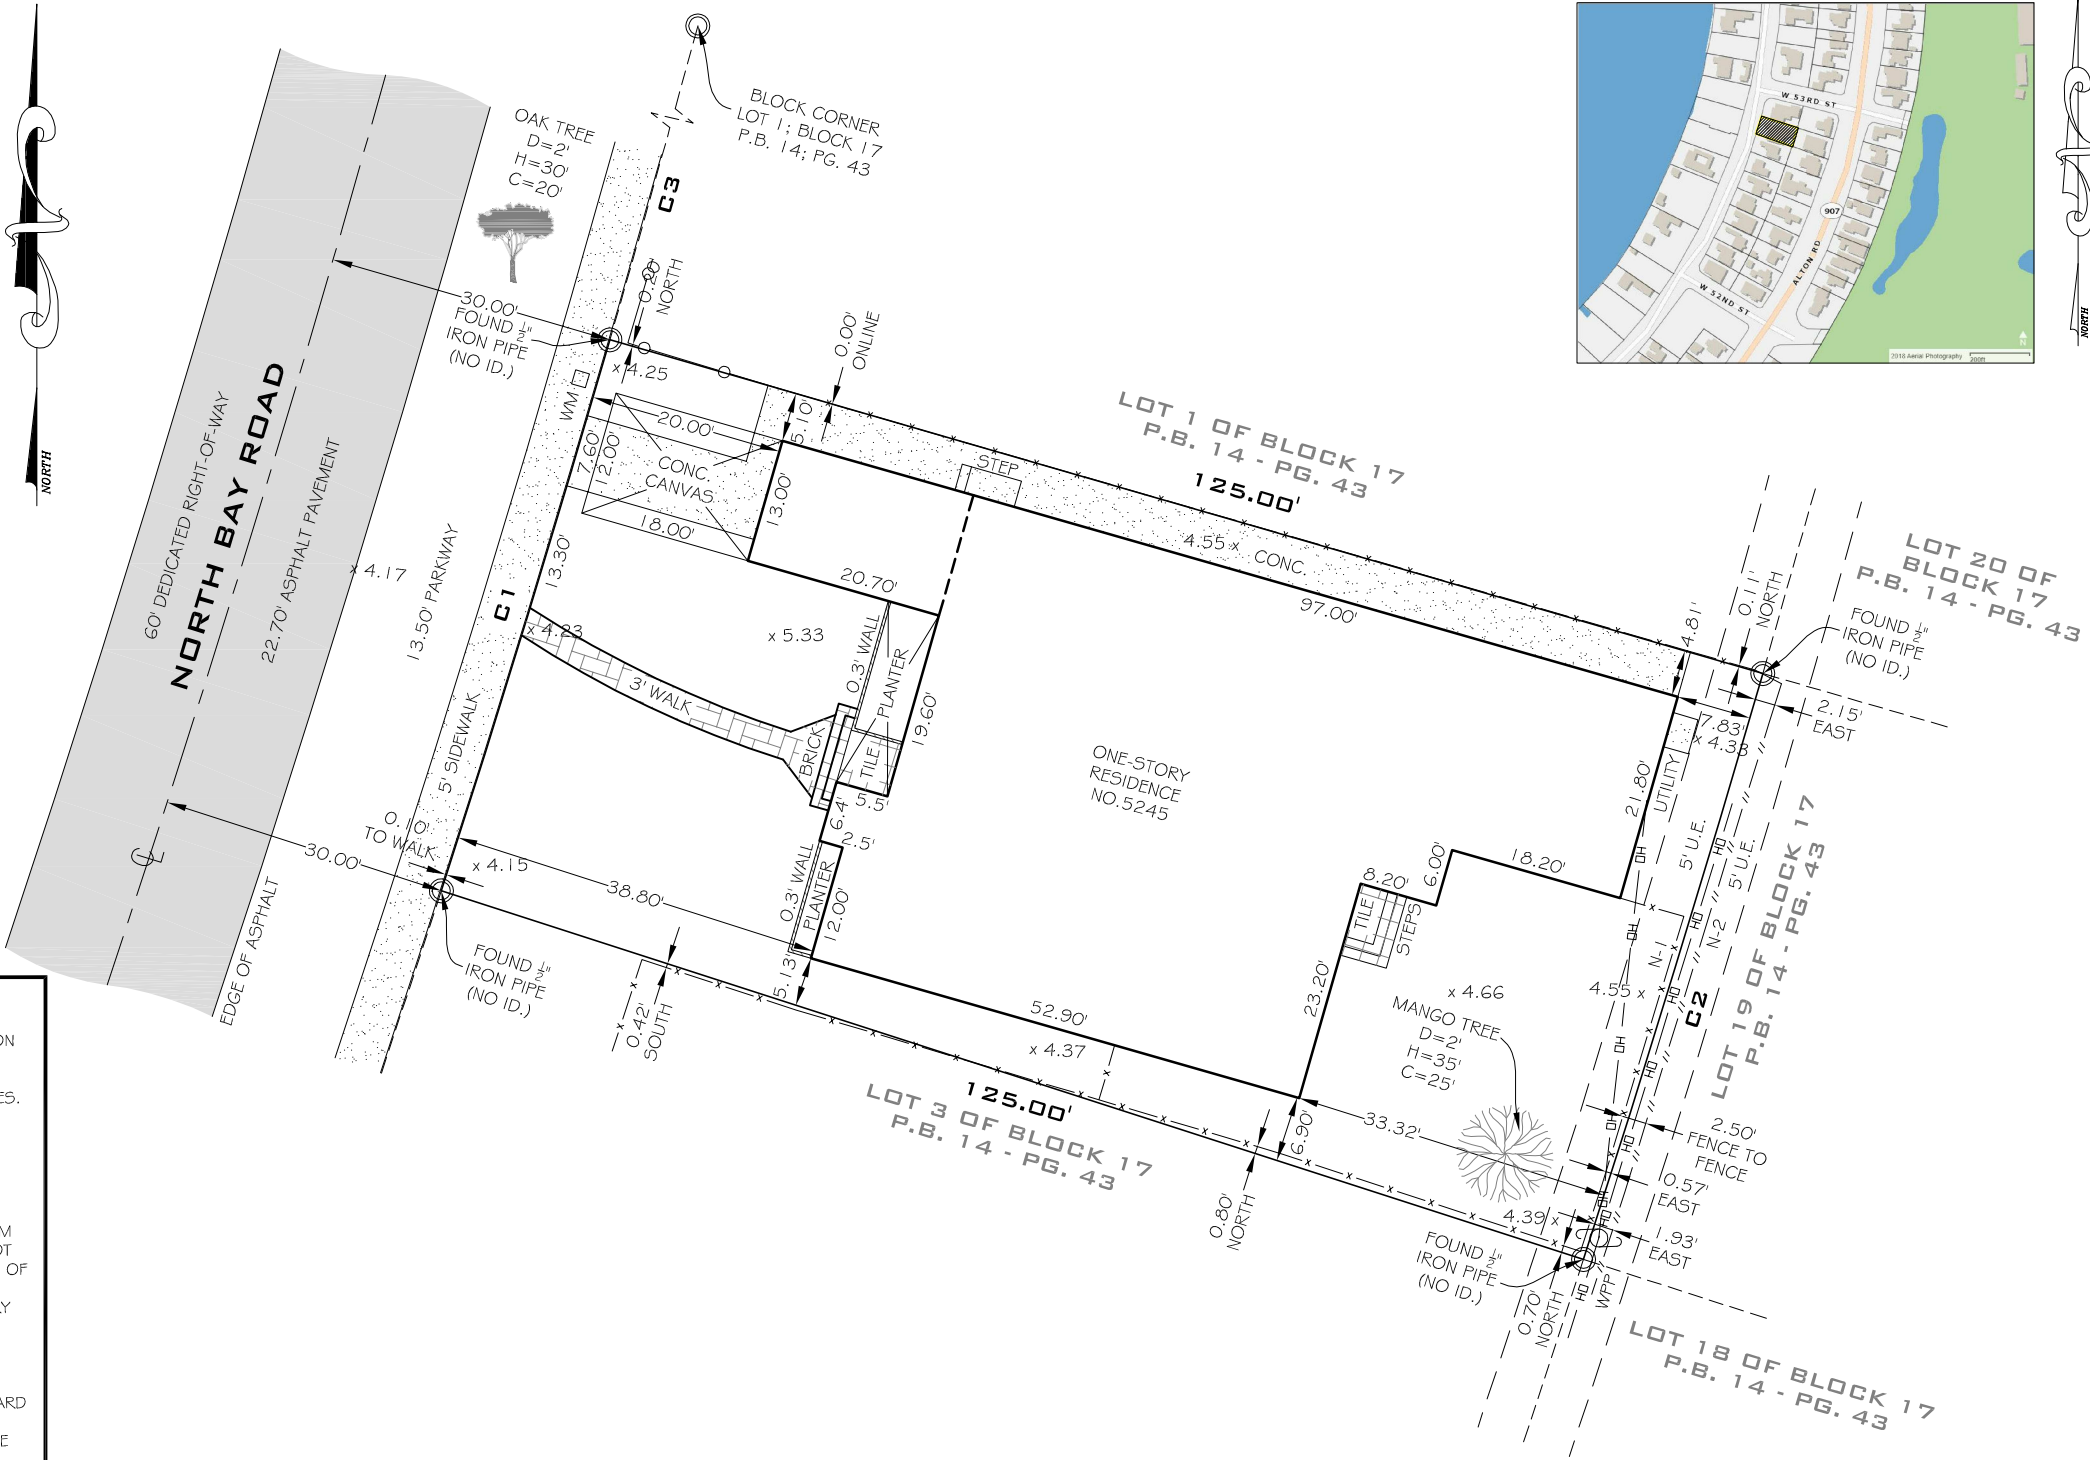 NORTH
NORTH
BLOCK CORNER
LOT 1; BLOCK 17
P.B. 14; PG. 43
OAK TREE
D=2'
H=30'
C=20'
C3
W 53RD ST
907
ALTON RD
W 52ND ST
N
2018 Aerial Photography
200ft
30.00'
FOUND ½"
IRON PIPE
(NO ID.)
0.20'
NORTH
x 4.25
WM
0.00'
ONLINE
20.00'
5.10'
7.60'
12.00'
CONC.
CANVAS
18.00'
13.00'
STEP
LOT 1 OF BLOCK 17
P.B. 14 - PG. 43
125.00'
60' DEDICATED RIGHT-OF-WAY
NORTH BAY ROAD
22.70' ASPHALT PAVEMENT
x 4.17
13.50' PARKWAY
C1
13.30'
20.70'
4.55 x
CONC.
97.00'
LOT 20 OF
BLOCK 17
P.B. 14 - PG. 43
0.11'
NORTH
FOUND ½"
IRON PIPE
(NO ID.)
4.81'
x 4.23
x 5.33
0.3' WALL
PLANTER
3' WALK
BRICK
TILE
19.60'
5.5'
6.4'
2.5'
2.15'
EAST
7.83'
x 4.33
UTILITY
21.80'
ONE-STORY
RESIDENCE
NO.5245
5' SIDEWALK
0.10'
TO WALK
30.00'
x 4.15
38.80'
0.3' WALL
PLANTER
12.00'
5.13'
EDGE OF ASPHALT
FOUND ½"
IRON PIPE
(NO ID.)
0.42'
SOUTH
52.90'
x 4.37
8.20'
TILE
STEPS
6.00'
18.20'
23.20'
OH
5' U.E.
5' U.E.
N-1
N-2
C2
LOT 19 OF BLOCK 17
P.B. 14 - PG. 43
x 4.66
4.55 x
MANGO TREE
D=2'
H=35'
C=25'
125.00'
LOT 3 OF BLOCK 17
P.B. 14 - PG. 43
33.32'
6.90'
0.80'
NORTH
2.50'
FENCE TO
FENCE
0.57'
EAST
4.39 x
1.93'
EAST
FOUND ½"
IRON PIPE
(NO ID.)
0.70'
NORTH
WPP
LOT 18 OF BLOCK 17
P.B. 14 - PG. 43
ON
ES.
M
OT
OF
LY
ARD
E